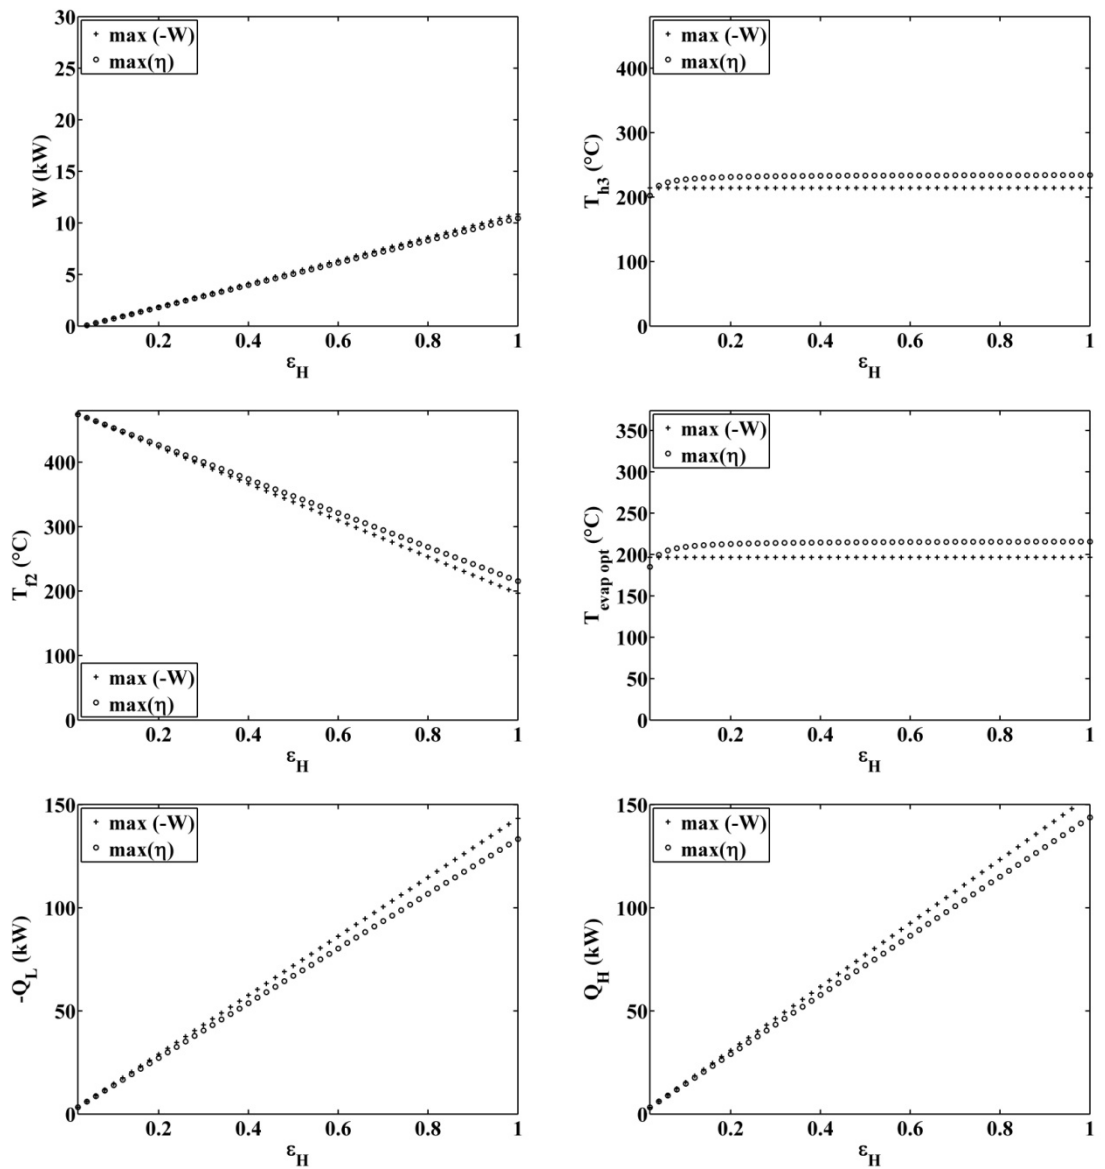 30
25
20
15
10
5
0
W (kW)
max (-W)
max(η)
0.2 0.4 0.6 0.8 1
ε_H
400
300
200
100
0
T_h3 (°C)
max (-W)
max(η)
0.2 0.4 0.6 0.8 1
ε_H
400
300
200
100
0
T_f2 (°C)
max (-W)
max(η)
0.2 0.4 0.6 0.8 1
ε_H
350
300
250
200
150
100
50
0
T_evap opt (°C)
max (-W)
max(η)
0.2 0.4 0.6 0.8 1
ε_H
150
100
50
0
-Q_L (kW)
max (-W)
max(η)
0.2 0.4 0.6 0.8 1
ε_H
150
100
50
0
Q_H (kW)
max (-W)
max(η)
0.2 0.4 0.6 0.8 1
ε_H